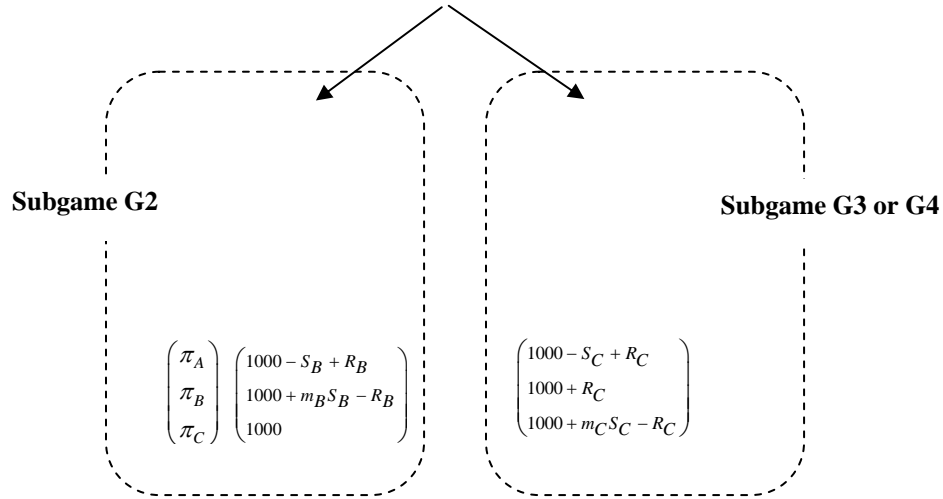 Subgame G2
Subgame G3 or G4
π_A
π_B
π_C
1000 − S_B + R_B
1000 + m_B S_B − R_B
1000
1000 − S_C + R_C
1000 + R_C
1000 + m_C S_C − R_C